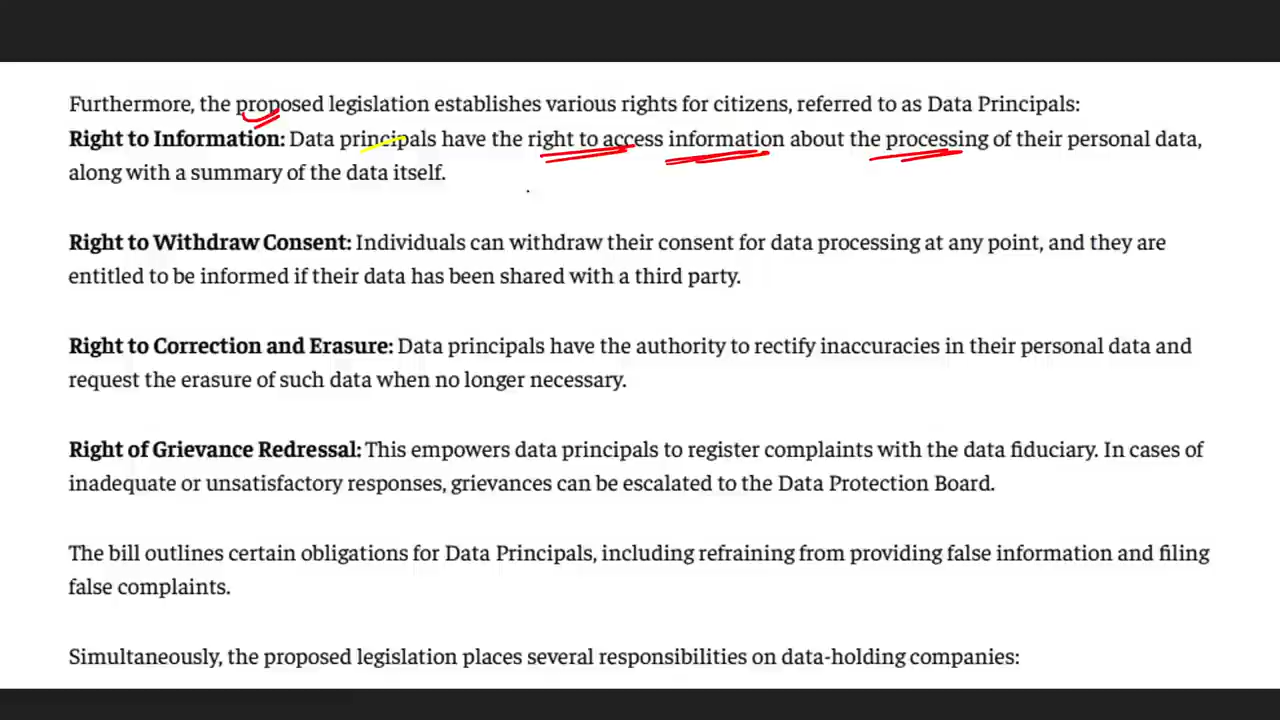 Furthermore, the proposed legislation establishes various rights for citizens, referred to as Data Principals:
Right to Information: Data principals have the right to access information about the processing of their personal data,
along with a summary of the data itself.
Right to Withdraw Consent: Individuals can withdraw their consent for data processing at any point, and they are
entitled to be informed if their data has been shared with a third party.
Right to Correction and Erasure: Data principals have the authority to rectify inaccuracies in their personal data and
request the erasure of such data when no longer necessary.
Right of Grievance Redressal: This empowers data principals to register complaints with the data fiduciary. In cases of
inadequate or unsatisfactory responses, grievances can be escalated to the Data Protection Board.
The bill outlines certain obligations for Data Principals, including refraining from providing false information and filing
false complaints.
Simultaneously, the proposed legislation places several responsibilities on data-holding companies: